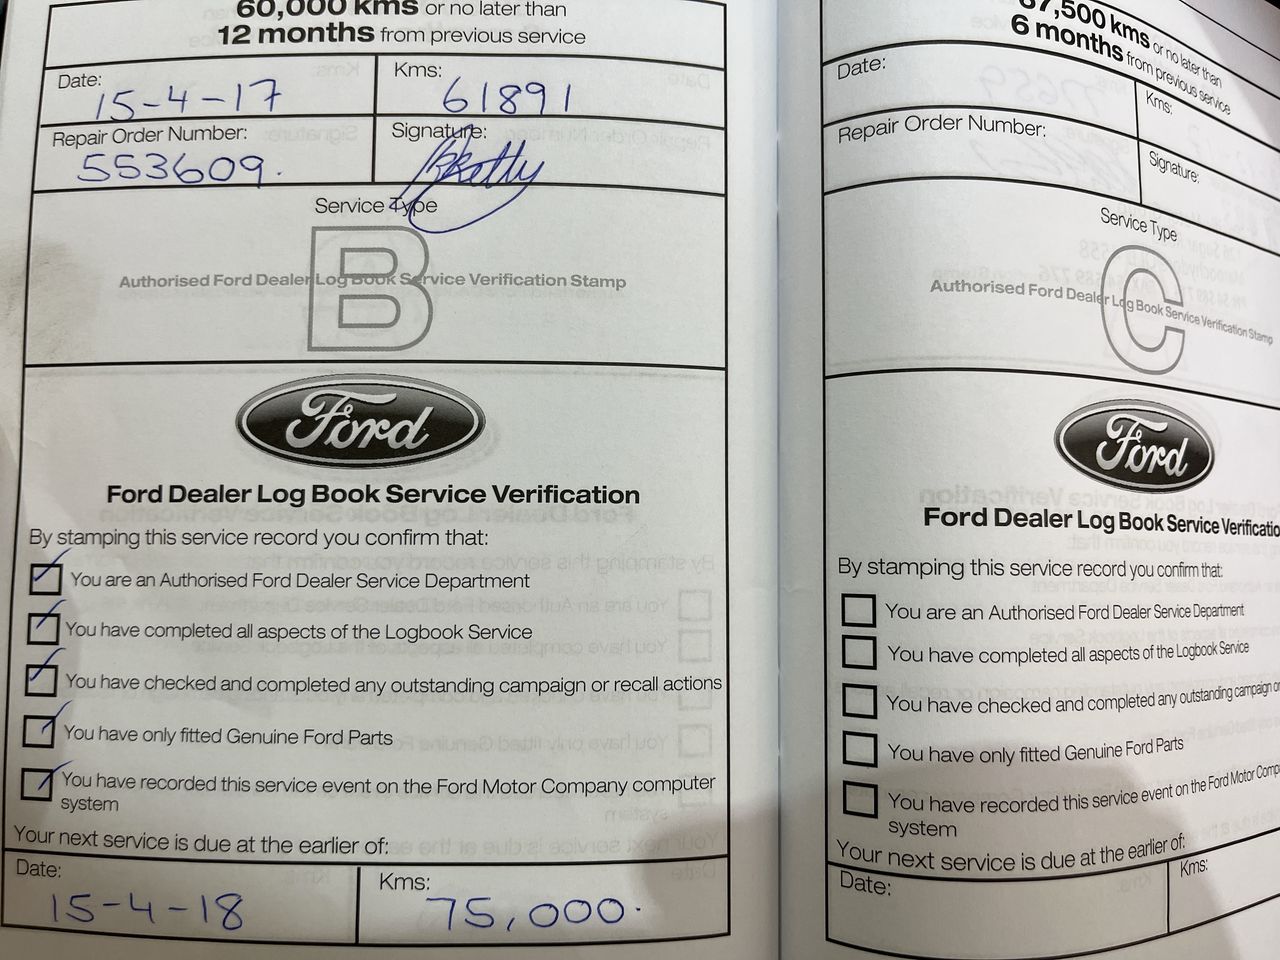 60,000 kms or no later than
12 months from previous service
Date:
15-4-17
Kms:
61891
Repair Order Number:
553609.
Signature:
Service Type
B
Authorised Ford Dealer Log Book Service Verification Stamp
Ford
Ford Dealer Log Book Service Verification
By stamping this service record you confirm that:
You are an Authorised Ford Dealer Service Department
You have completed all aspects of the Logbook Service
You have checked and completed any outstanding campaign or recall actions
You have only fitted Genuine Ford Parts
You have recorded this service event on the Ford Motor Company computer
system
Your next service is due at the earlier of:
Date:
15-4-18
Kms:
75,000.
67,500 kms or no later than
6 months from previous service
Date:
Kms:
Repair Order Number:
Signature:
Service Type
C
Authorised Ford Dealer Log Book Service Verification Stamp
Ford
Ford Dealer Log Book Service Verificatio
By stamping this service record you confirm that:
You are an Authorised Ford Dealer Service Department
You have completed all aspects of the Logbook Service
You have checked and completed any outstanding campaign or
You have only fitted Genuine Ford Parts
You have recorded this service event on the Ford Motor Comp
system
Your next service is due at the earlier of:
Date:
Kms: